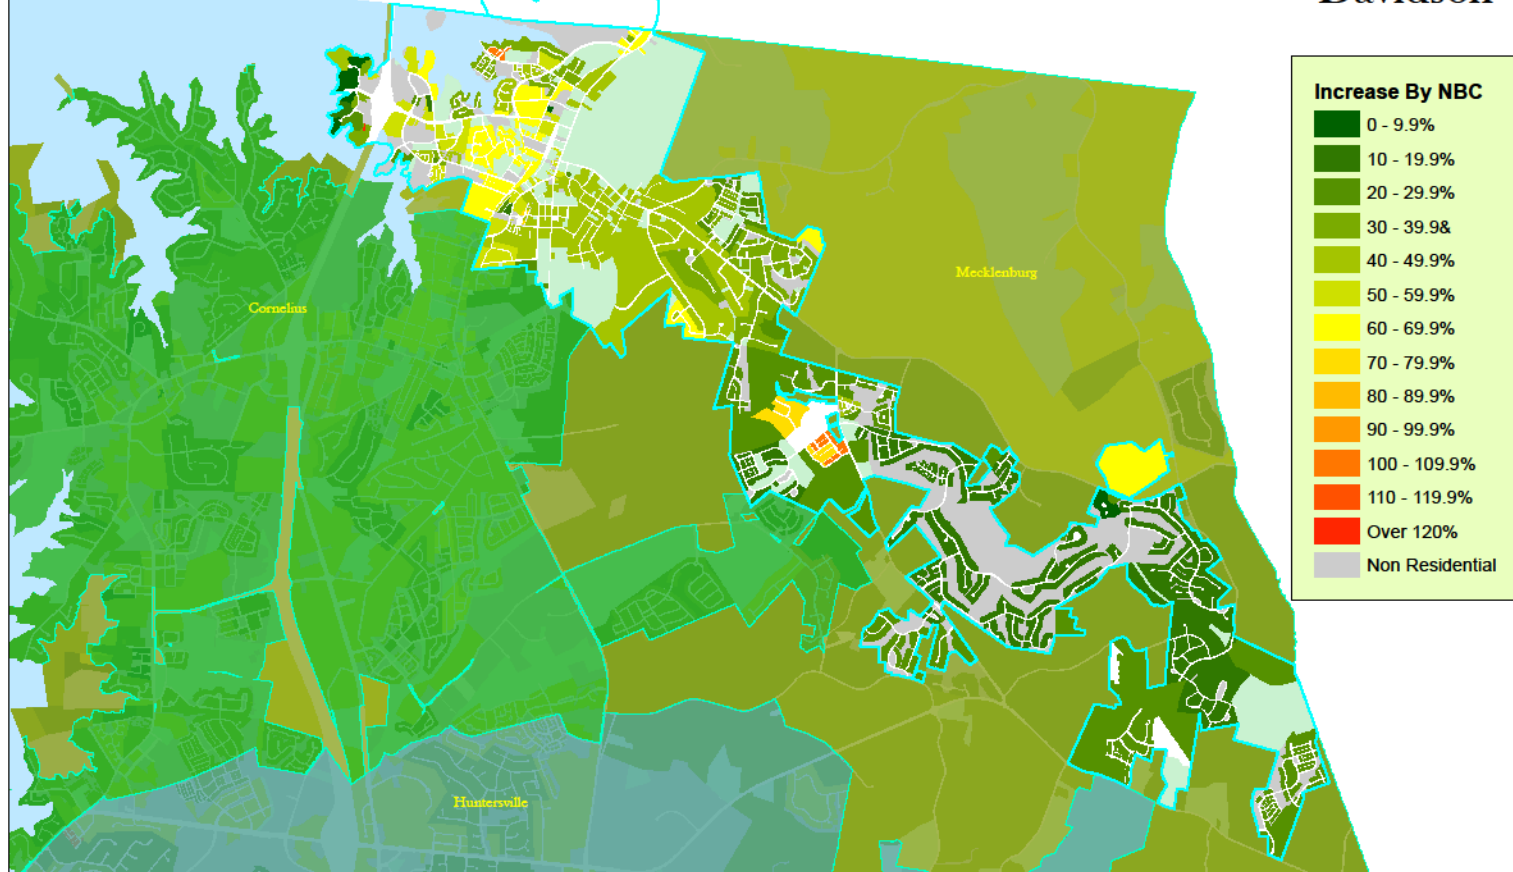 Increase By NBC
0 - 9.9%
10 - 19.9%
20 - 29.9%
30 - 39.9&
40 - 49.9%
50 - 59.9%
60 - 69.9%
70 - 79.9%
80 - 89.9%
90 - 99.9%
100 - 109.9%
110 - 119.9%
Over 120%
Non Residential
Mecklenburg
Cornelius
Huntersville